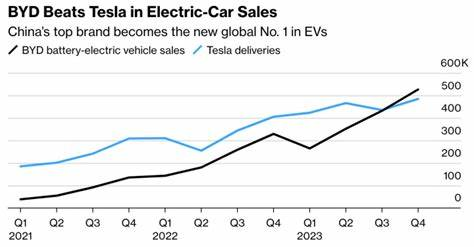 BYD Beats Tesla in Electric-Car Sales
China's top brand becomes the new global No. 1 in EVs
BYD battery-electric vehicle sales Tesla deliveries
600K
500
400
300
200
100
0
Q1 Q2 Q3 Q4 Q1 Q2 Q3 Q4 Q1 Q2 Q3 Q4
2021 2022 2023